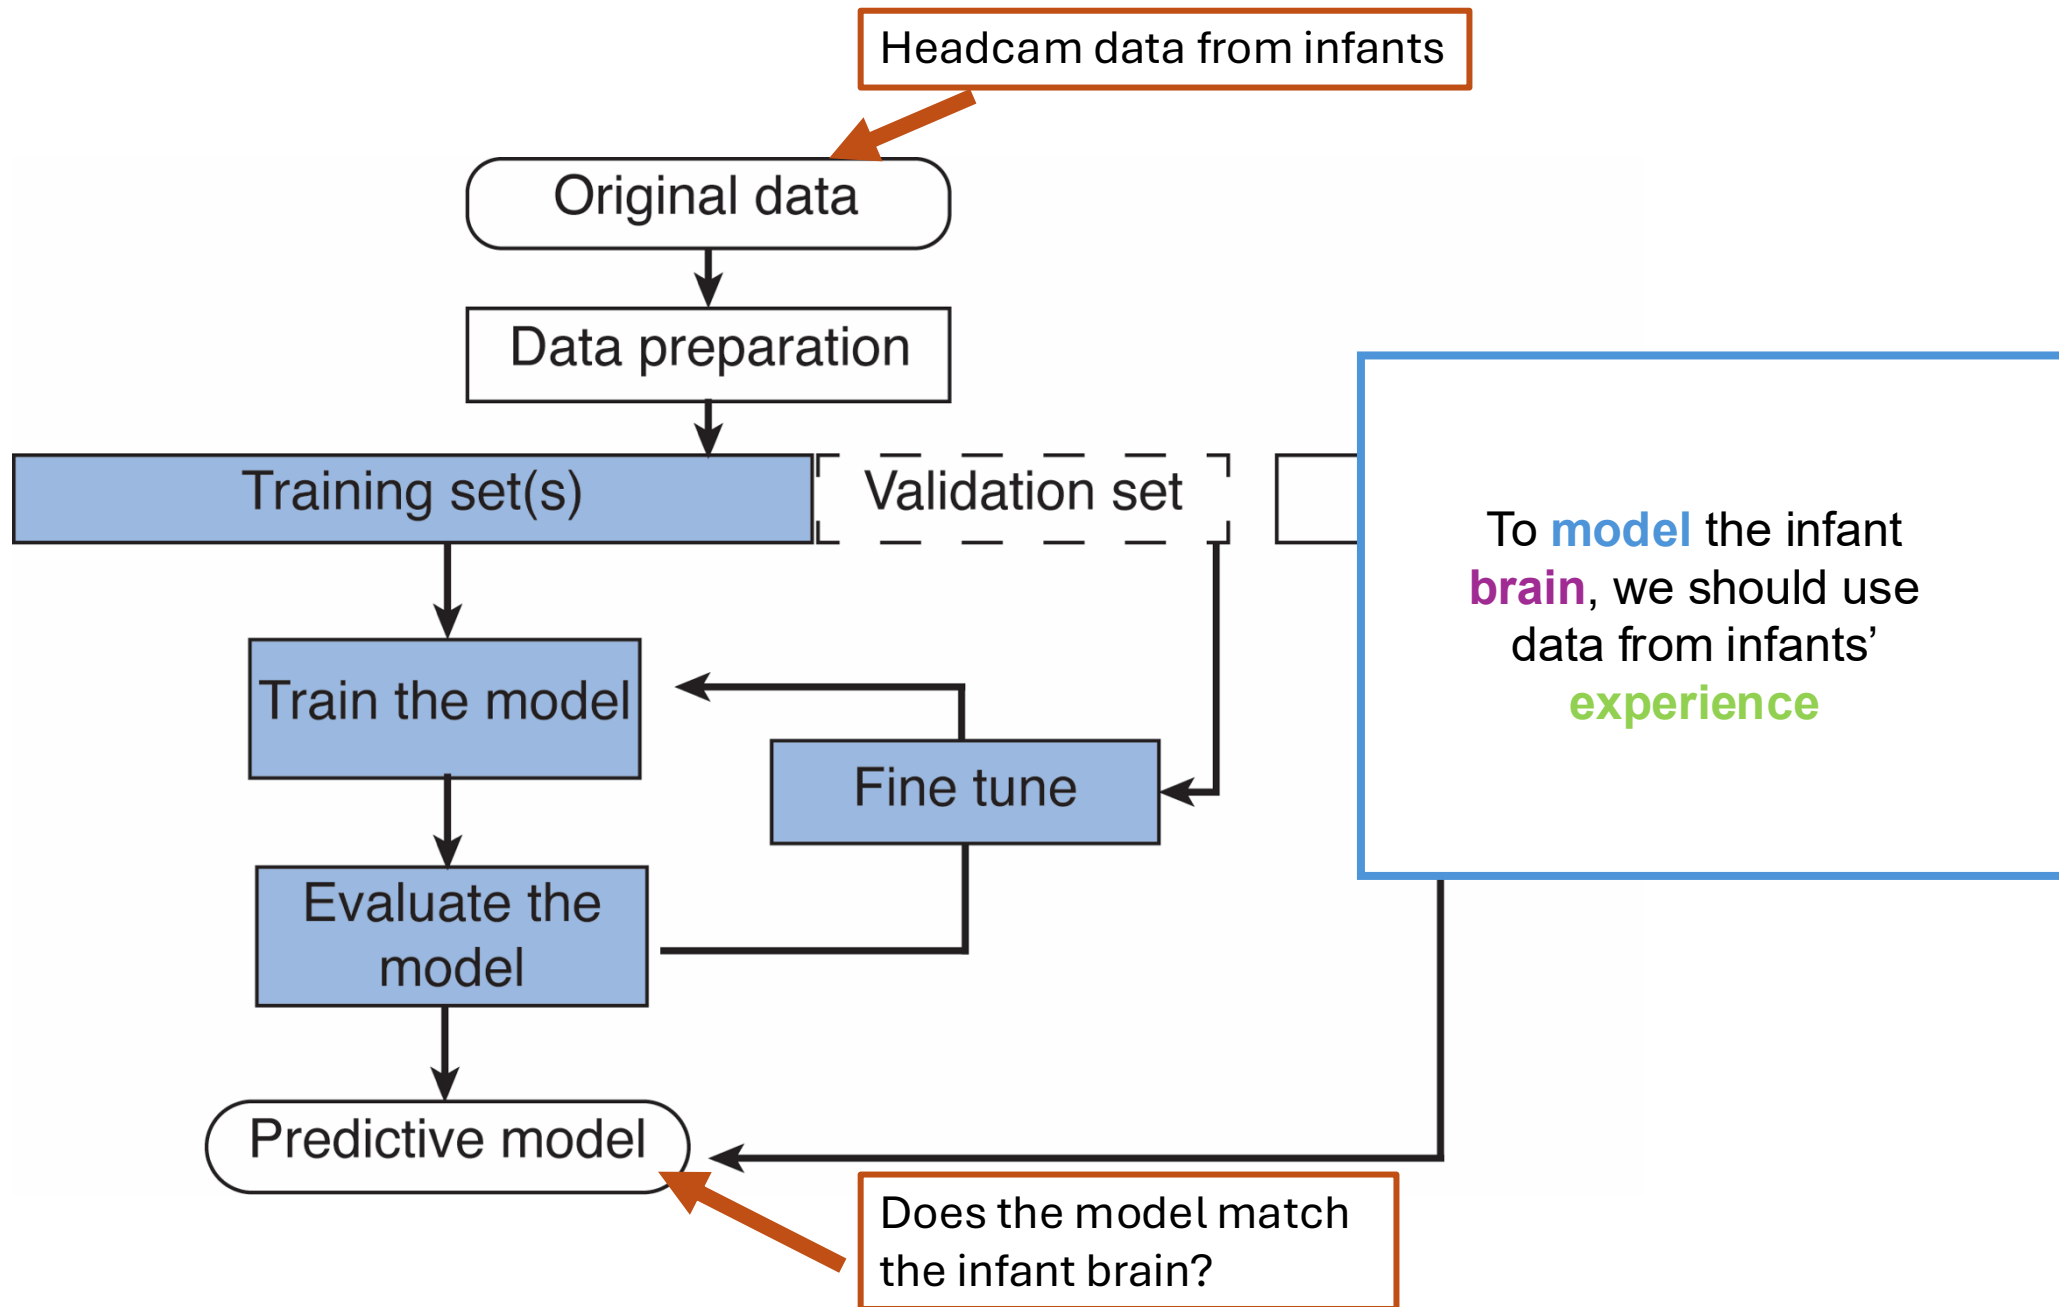 Headcam data from infants
Original data
Data preparation
Training set(s)
Validation set
To model the infant
brain, we should use
data from infants’
experience
Train the model
Fine tune
Evaluate the
model
Predictive model
Does the model match
the infant brain?